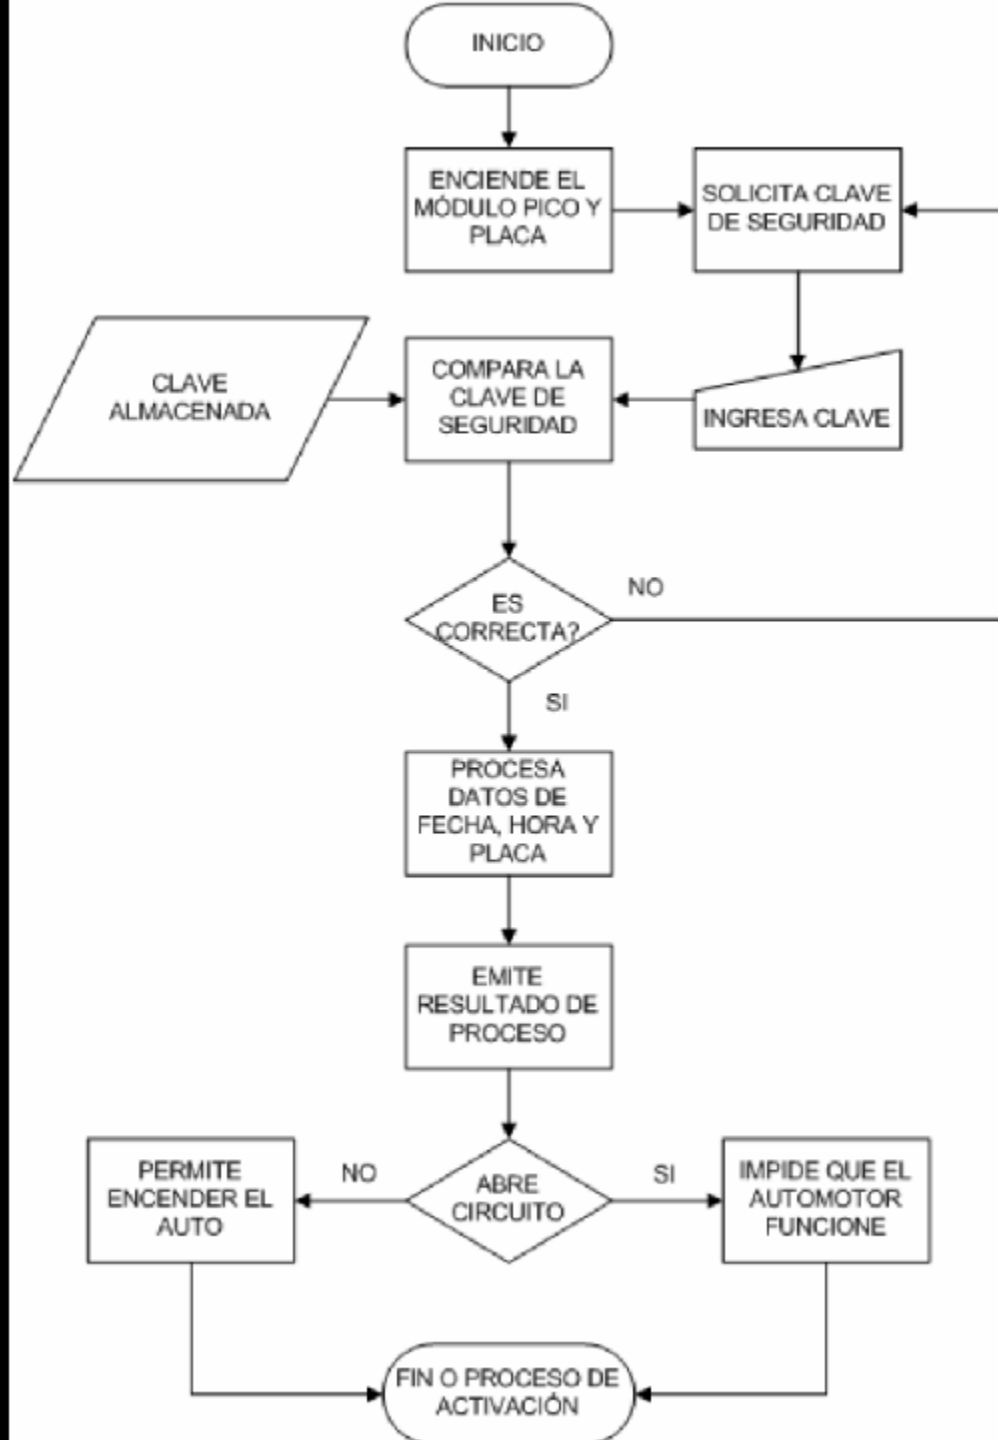 INICIO
ENCIENDE EL
MÓDULO PICO Y
PLACA
SOLICITA CLAVE
DE SEGURIDAD
CLAVE
ALMACENADA
COMPARA LA
CLAVE DE
SEGURIDAD
INGRESA CLAVE
ES
CORRECTA?
NO
SI
PROCESA
DATOS DE
FECHA, HORA Y
PLACA
EMITE
RESULTADO DE
PROCESO
PERMITE
ENCENDER EL
AUTO
NO
ABRE
CIRCUITO
SI
IMPIDE QUE EL
AUTOMOTOR
FUNCIONE
FIN O PROCESO DE
ACTIVACIÓN